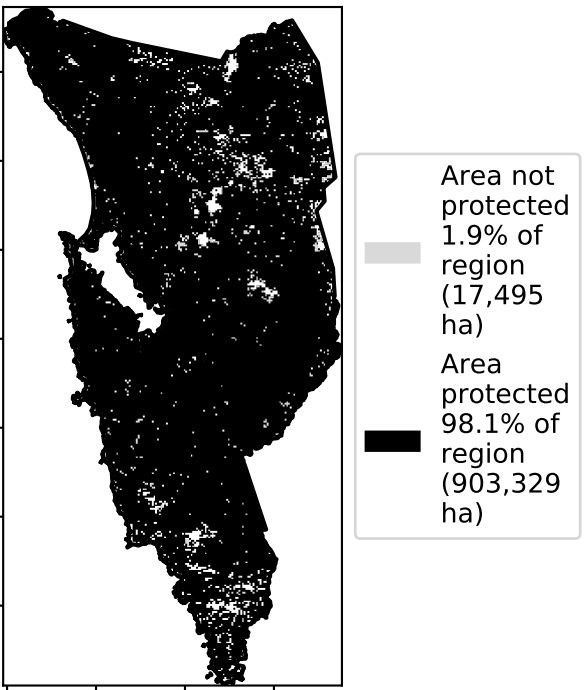 Area not
protected
1.9% of
region
(17,495
ha)
Area
protected
98.1% of
region
(903,329
ha)